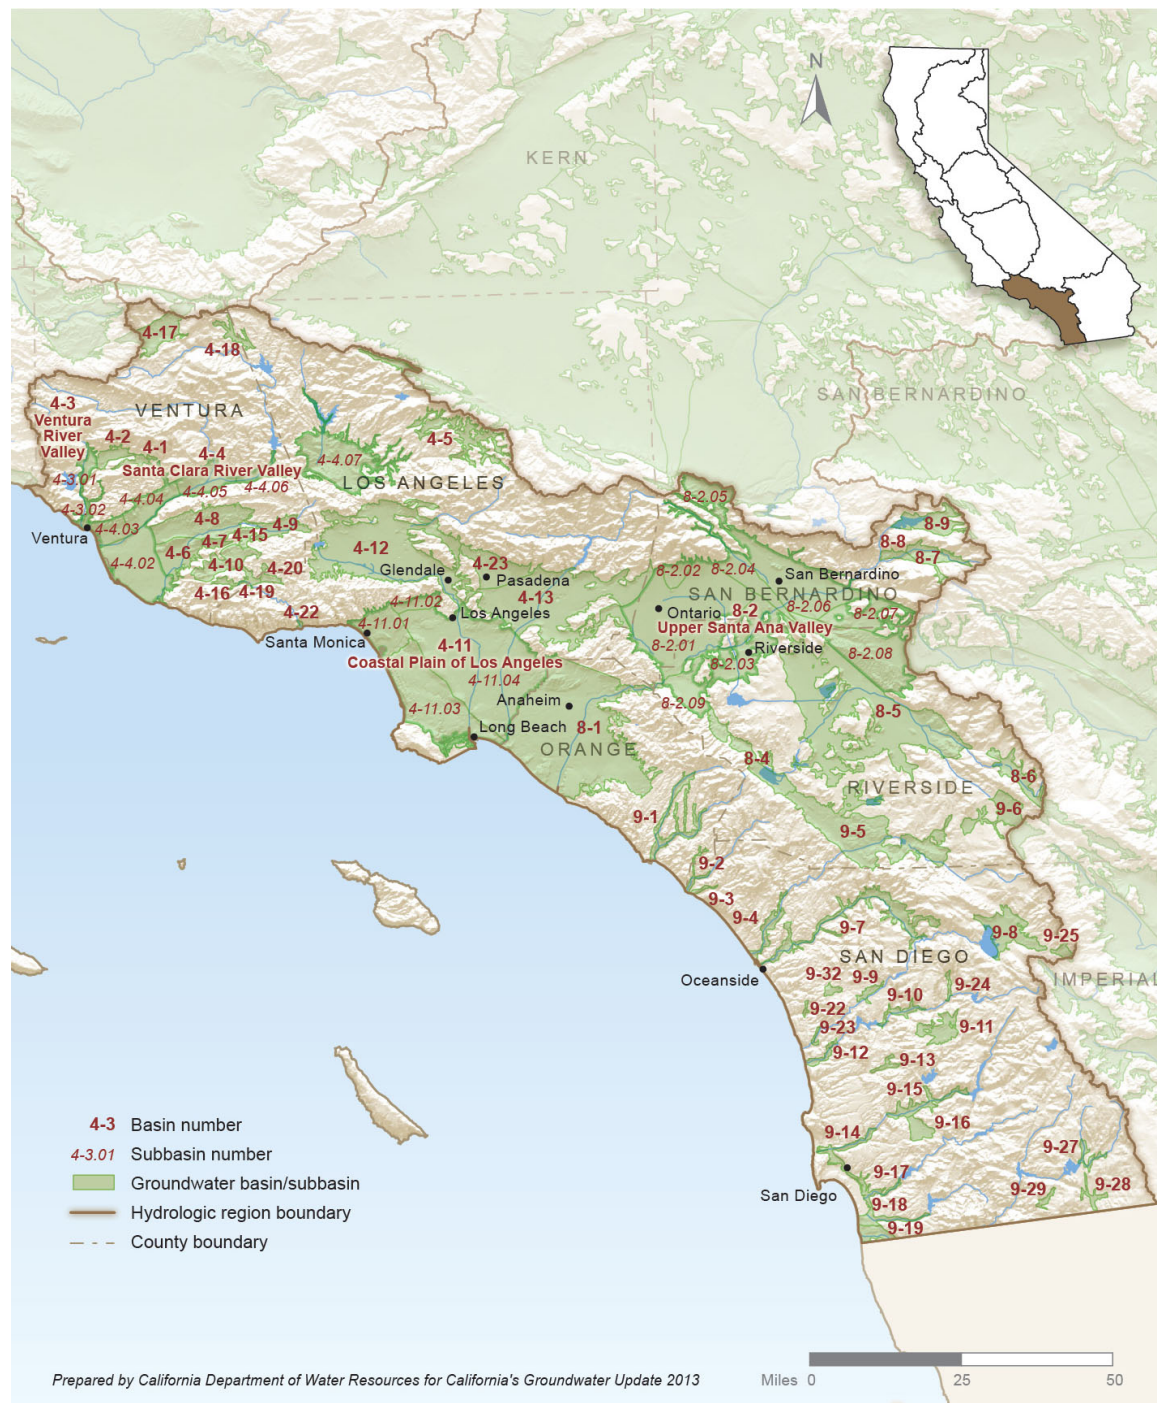 N
KERN
SAN BERNARDINO
4-17
4-18
4-3
Ventura
River
Valley
VENTURA
4-2
4-1
4-4
Santa Clara River Valley
4-5
4-4.07
LOS ANGELES
4-3.01
4-4.04
4-4.05
4-4.06
4-3.02
4-4.03
Ventura
4-8
4-9
4-7
4-15
4-6
4-4.02
4-10
4-20
4-16
4-19
4-12
4-22
Glendale
4-23
Pasadena
4-13
4-11.02
Los Angeles
4-11.01
Santa Monica
4-11
Coastal Plain of Los Angeles
4-11.04
4-11.03
Anaheim
Long Beach
8-1
ORANGE
8-2.05
8-9
8-8
8-7
8-2.02
8-2.04
San Bernardino
SAN BERNARDINO
Ontario
8-2
8-2.06
8-2.07
Upper Santa Ana Valley
8-2.01
Riverside
8-2.03
8-2.08
8-2.09
8-5
8-4
8-6
RIVERSIDE
9-6
9-1
9-5
9-2
9-3
9-4
9-7
9-8
9-25
SAN DIEGO
Oceanside
IMPERIAL
9-32
9-9
9-24
9-10
9-22
9-23
9-11
9-12
9-13
9-15
9-16
9-14
9-27
9-17
San Diego
9-18
9-29
9-28
9-19
4-3 Basin number
4-3.01 Subbasin number
Groundwater basin/subbasin
Hydrologic region boundary
County boundary
Prepared by California Department of Water Resources for California's Groundwater Update 2013
Miles 0 25 50